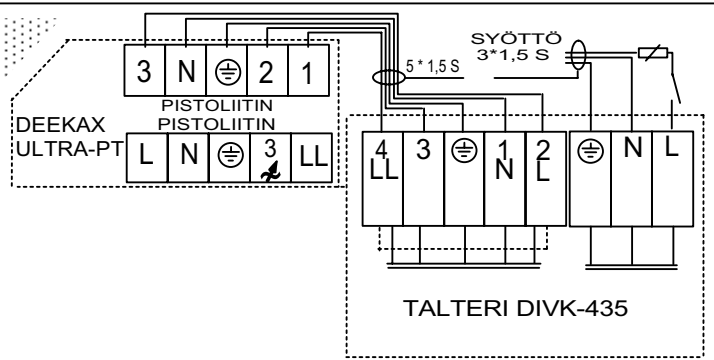 SYÖTTÖ
3*1,5 S
5 * 1,5 S
3 N 2 1
PISTOLIITIN
PISTOLIITIN
DEEKAX
ULTRA-PT
L N 3 LL
4 3 1 2 N L
LL N L
TALTERI DIVK-435